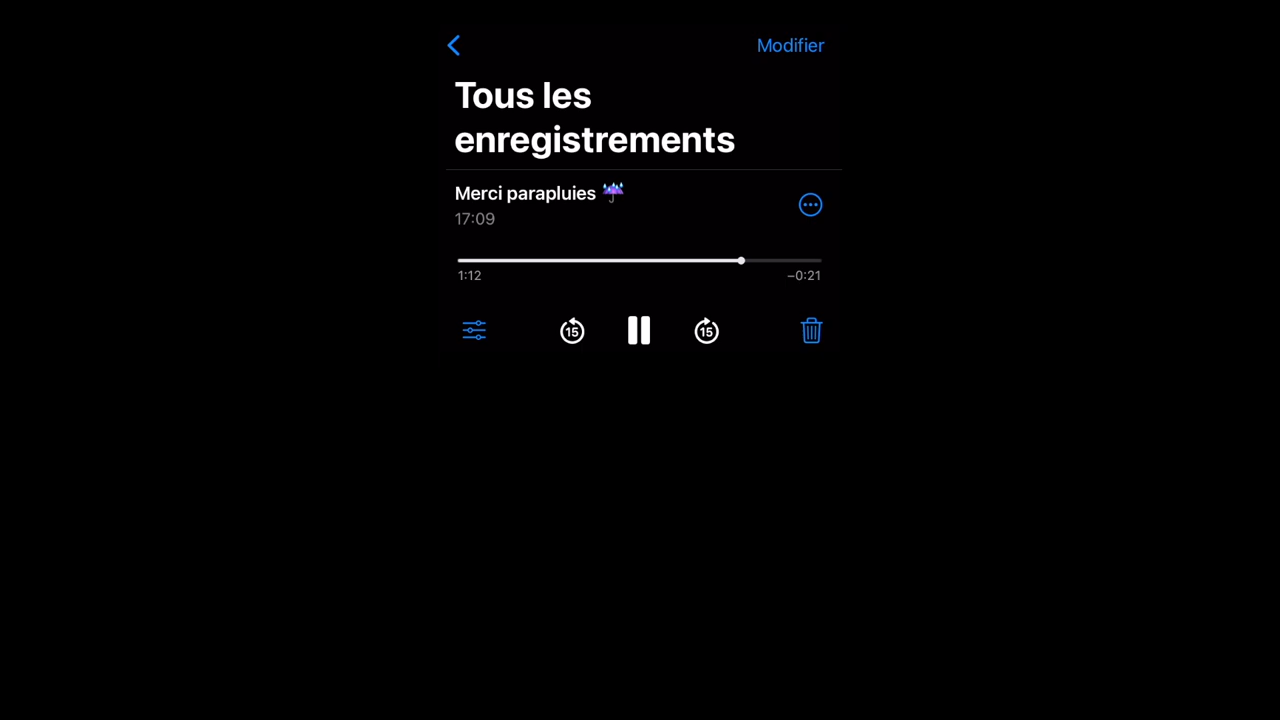 Modifier
Tous les
enregistrements
Merci parapluies ☔
17:09
1:12
−0:21
15
15